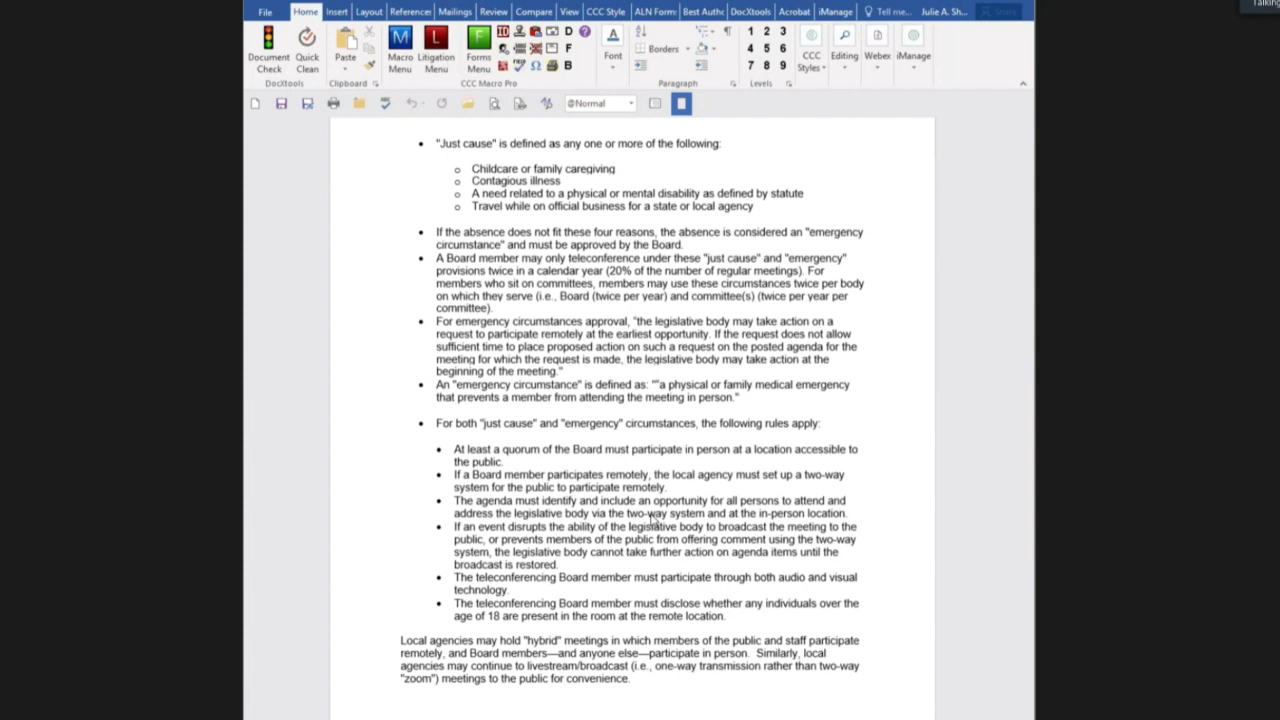 Talking
File Home Insert Layout References Mailings Review Compare View CCC Style ALN Form Best Autho DocXtools Acrobat iManage Tell me... Julie A. Sh... Share
D 1 2 3
F Borders 4 5 6
B 7 8 9
Document Check Quick Clean Paste Macro Menu Litigation Menu Forms Menu Font CCC Styles Editing Webex iManage
DocXtools Clipboard CCC Macro Pro Paragraph Levels
@Normal
• "Just cause" is defined as any one or more of the following:
o Childcare or family caregiving
o Contagious illness
o A need related to a physical or mental disability as defined by statute
o Travel while on official business for a state or local agency
• If the absence does not fit these four reasons, the absence is considered an "emergency
circumstance" and must be approved by the Board.
• A Board member may only teleconference under these "just cause" and "emergency"
provisions twice in a calendar year (20% of the number of regular meetings). For
members who sit on committees, members may use these circumstances twice per body
on which they serve (i.e., Board (twice per year) and committee(s) (twice per year per
committee).
• For emergency circumstances approval, "the legislative body may take action on a
request to participate remotely at the earliest opportunity. If the request does not allow
sufficient time to place proposed action on such a request on the posted agenda for the
meeting for which the request is made, the legislative body may take action at the
beginning of the meeting."
• An "emergency circumstance" is defined as: ""a physical or family medical emergency
that prevents a member from attending the meeting in person."
• For both "just cause" and "emergency" circumstances, the following rules apply:
• At least a quorum of the Board must participate in person at a location accessible to
the public.
• If a Board member participates remotely, the local agency must set up a two-way
system for the public to participate remotely.
• The agenda must identify and include an opportunity for all persons to attend and
address the legislative body via the two-way system and at the in-person location.
• If an event disrupts the ability of the legislative body to broadcast the meeting to the
public, or prevents members of the public from offering comment using the two-way
system, the legislative body cannot take further action on agenda items until the
broadcast is restored.
• The teleconferencing Board member must participate through both audio and visual
technology.
• The teleconferencing Board member must disclose whether any individuals over the
age of 18 are present in the room at the remote location.
Local agencies may hold "hybrid" meetings in which members of the public and staff participate
remotely, and Board members—and anyone else—participate in person. Similarly, local
agencies may continue to livestream/broadcast (i.e., one-way transmission rather than two-way
"zoom") meetings to the public for convenience.